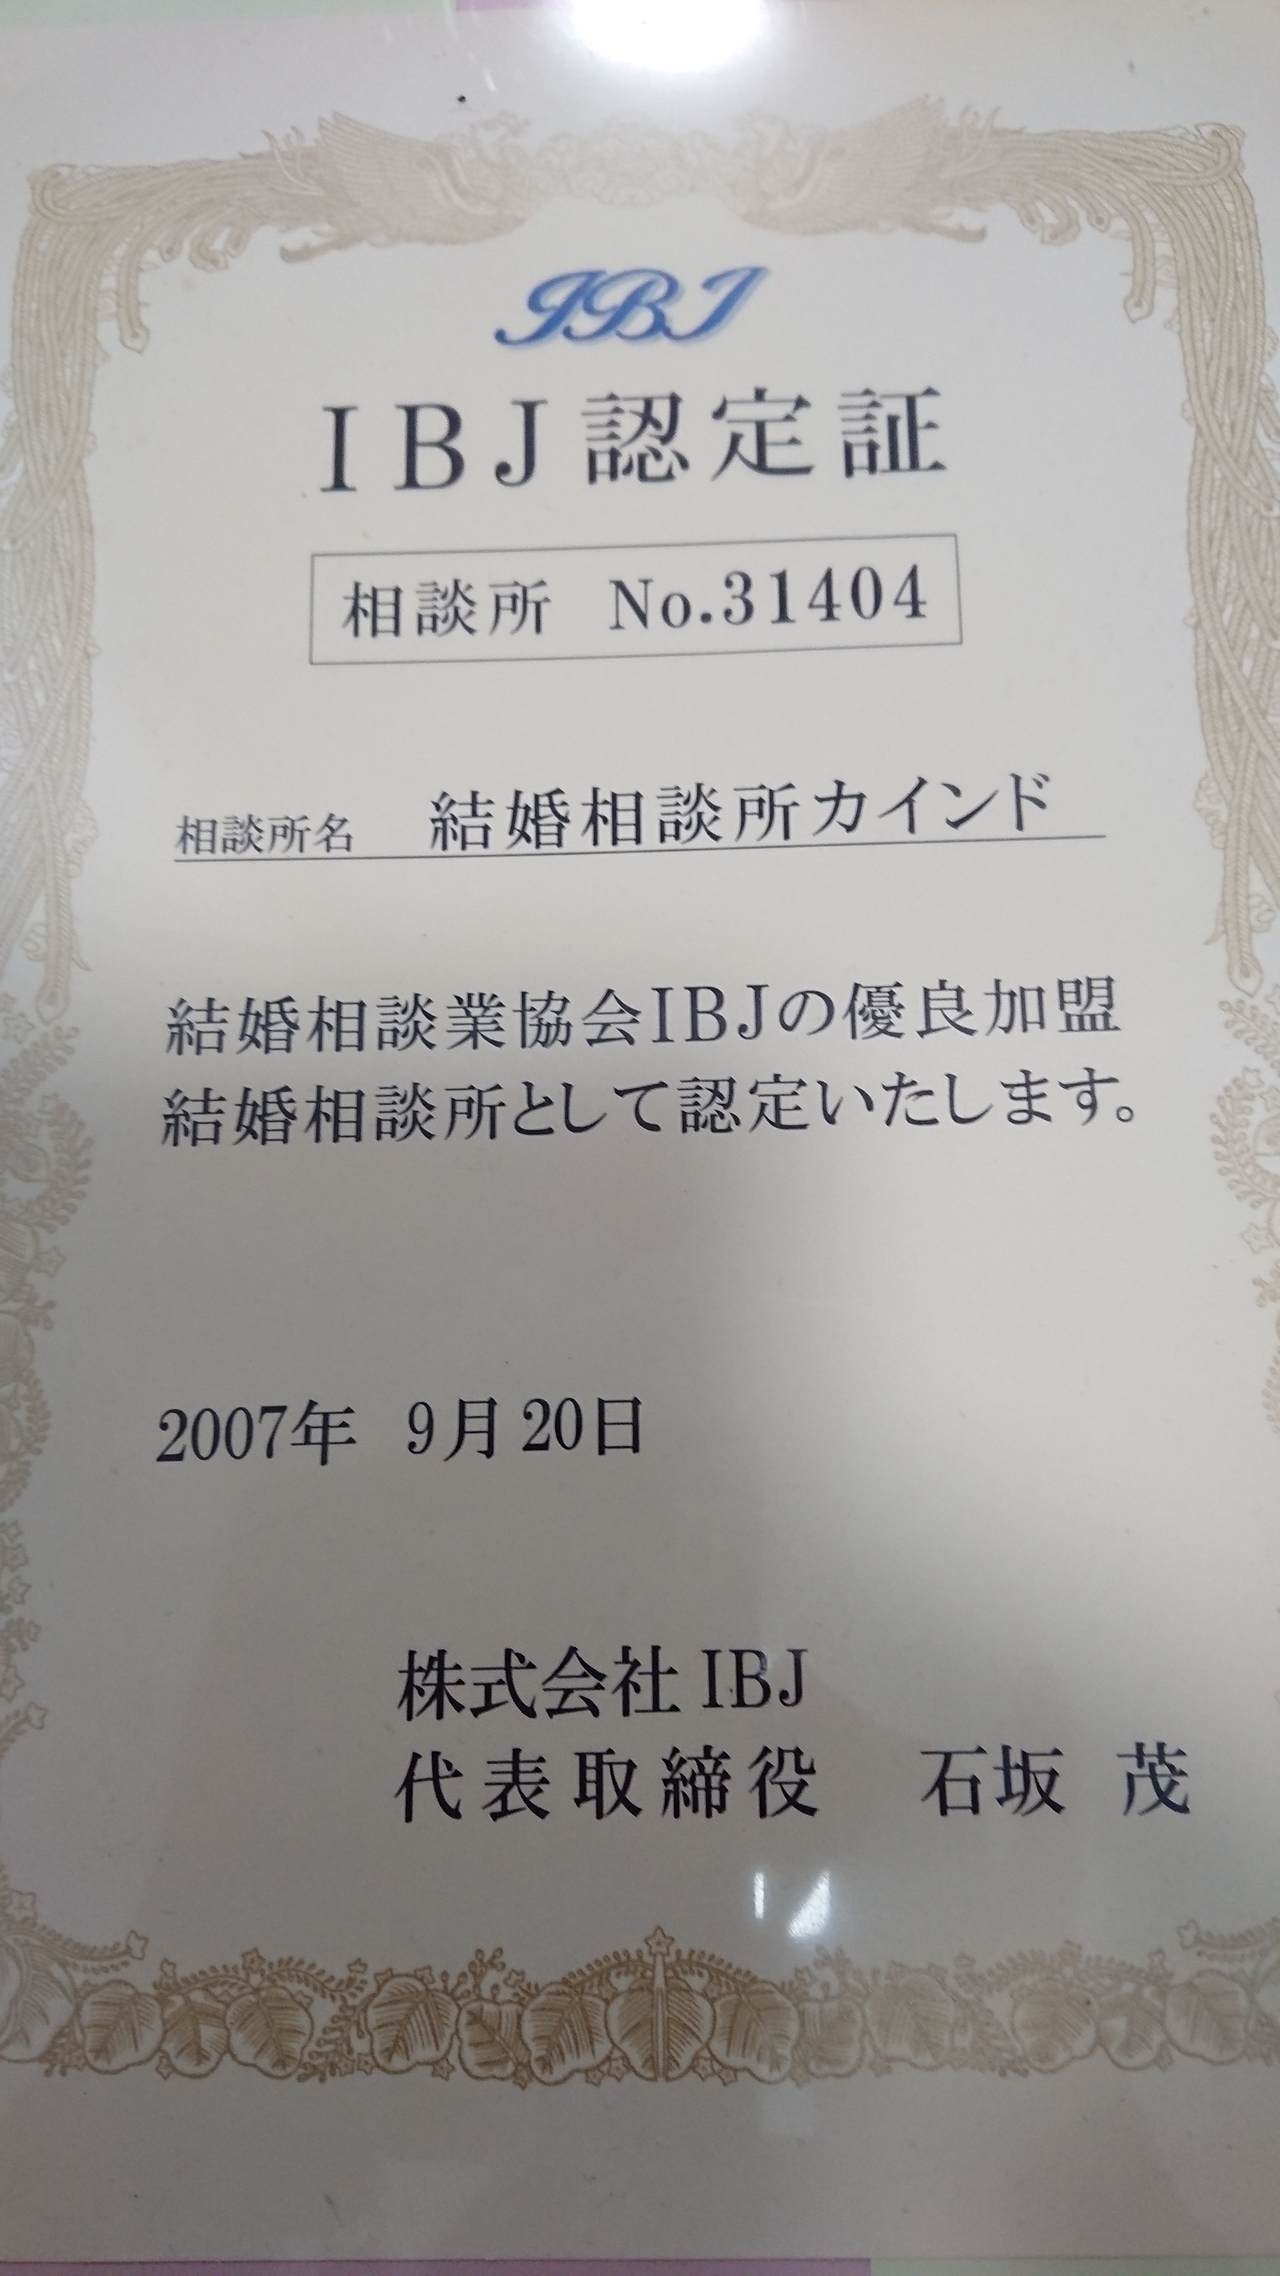 IBJ
IBJ認定証
相談所 No.31404
相談所名 結婚相談所カインド
結婚相談業協会IBJの優良加盟
結婚相談所として認定いたします。
2007年 9月20日
株式会社IBJ
代表取締役 石坂 茂